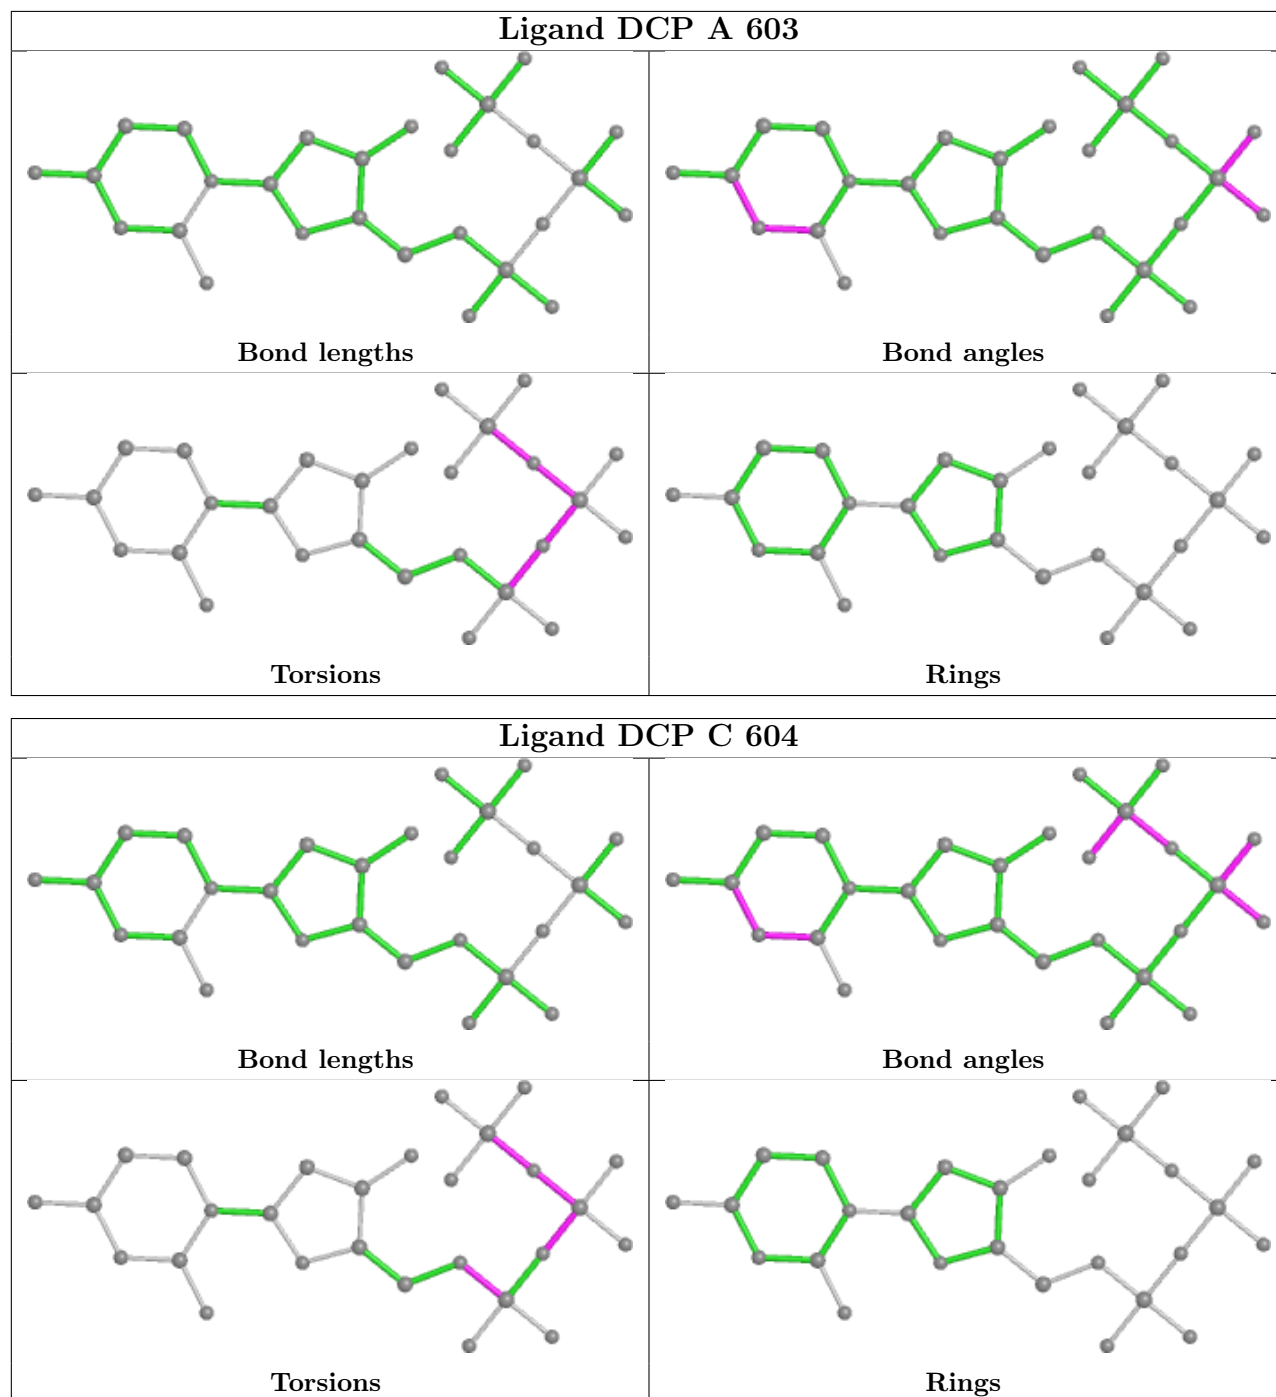 Ligand DCP A 603
Bond lengths
Bond angles
Torsions
Rings
Ligand DCP C 604
Bond lengths
Bond angles
Torsions
Rings